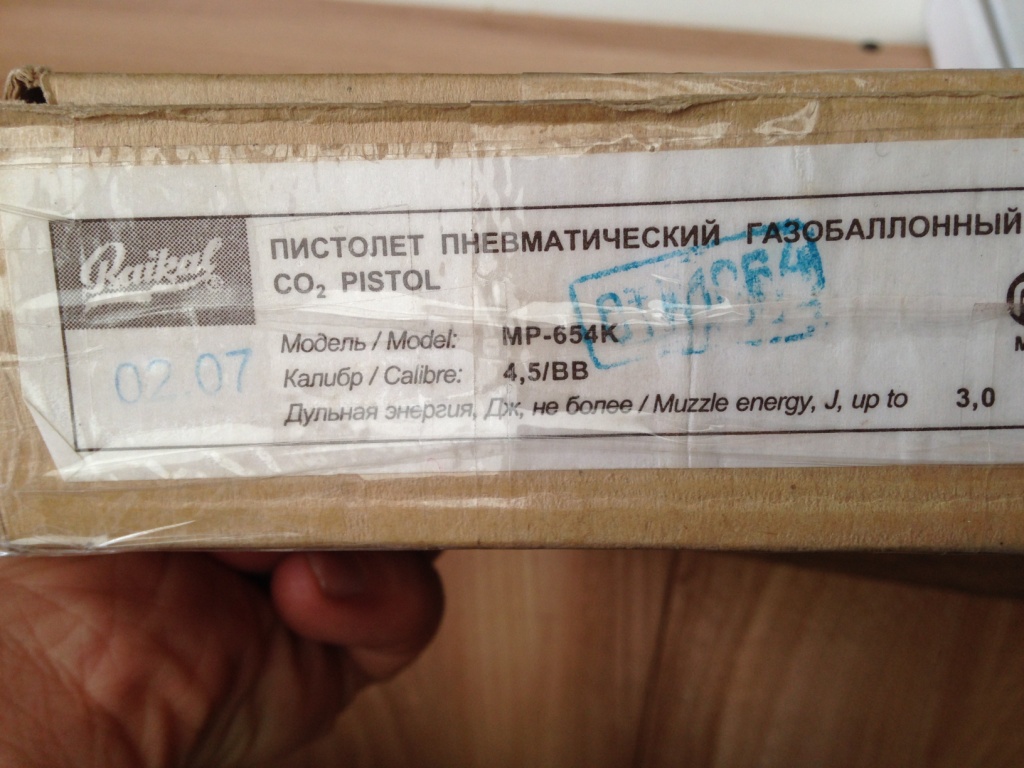 Baikal
ПИСТОЛЕТ ПНЕВМАТИЧЕСКИЙ ГАЗОБАЛЛОННЫЙ
CO₂ PISTOL
Модель / Model: MP-654K
02.07
Калибр / Calibre: 4,5/BB
Дульная энергия, Дж, не более / Muzzle energy, J, up to 3,0